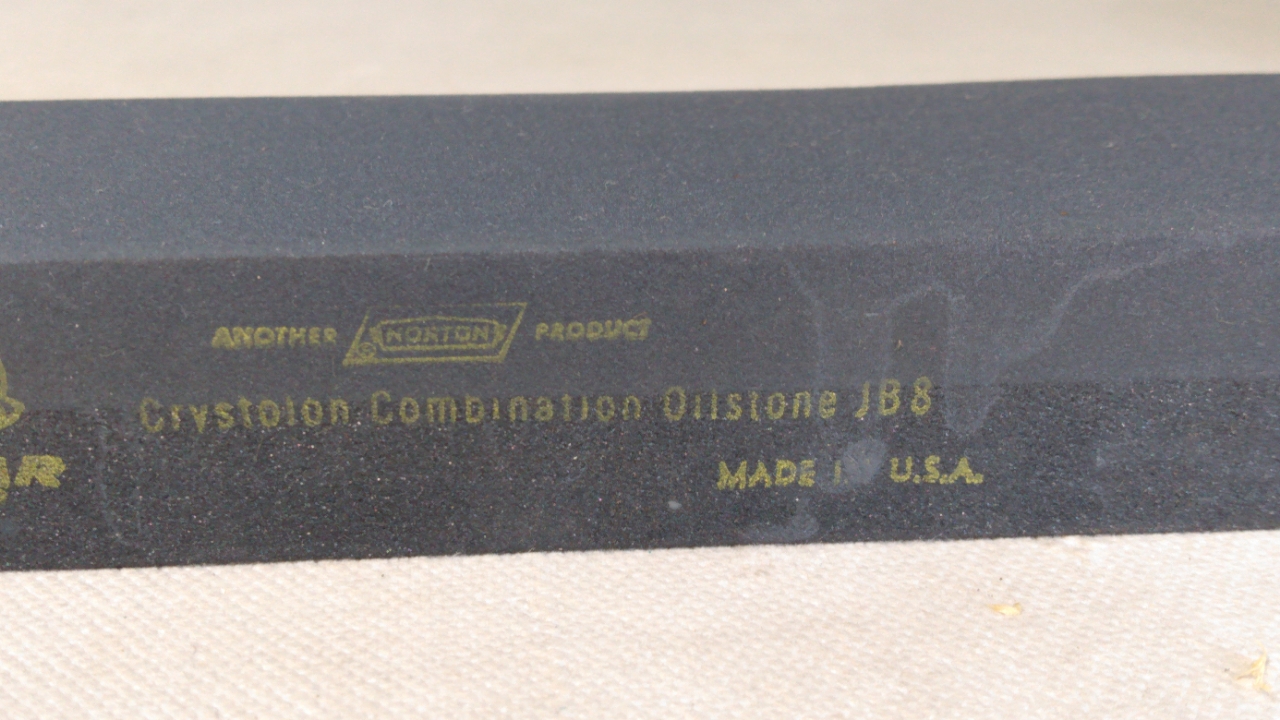 ANOTHER NORTON PRODUCT
Crystolon Combination Oilstone JB8
MADE IN U.S.A.